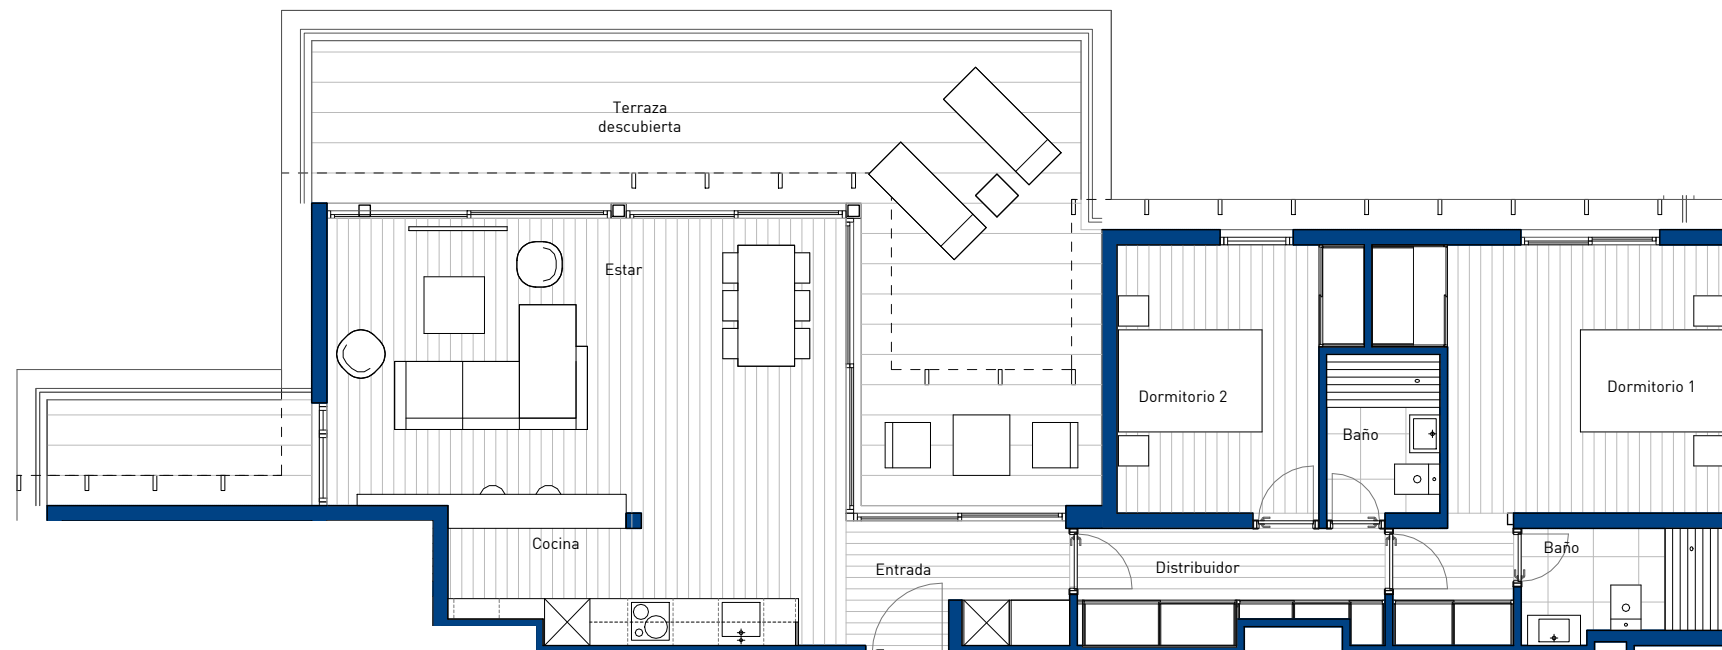 Terraza
descubierta
Estar
Dormitorio 2
Dormitorio 1
Baño
Cocina
Entrada
Distribuidor
Baño